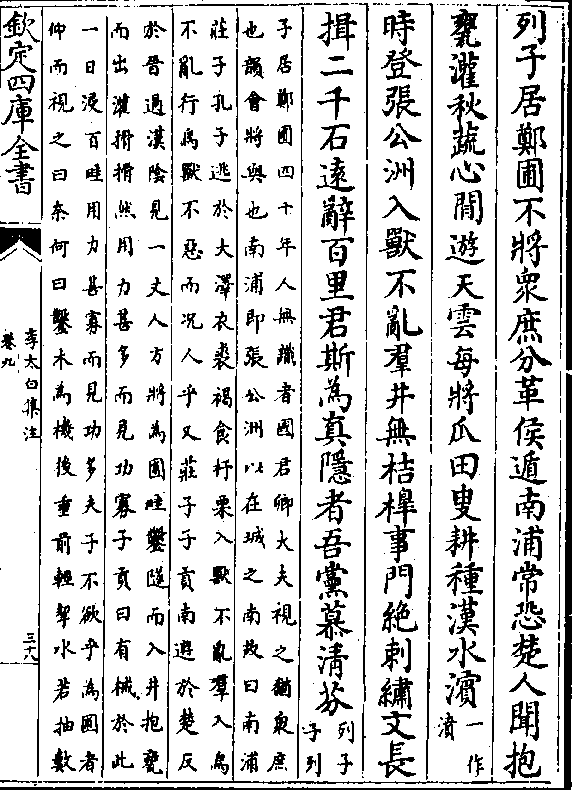 列子居鄭圃不將衆庶分革侯遁南浦常恐楚人聞抱
甕灌秋蔬心閒遊天雲每將瓜田叟耕種漢水濵一作濆
時登張公洲入獸不亂羣井無桔槹事門絶刺繡文長
揖二千石逺辭百里君斯為真隱者吾黨慕清芬列子子列
子居鄭圃四十年人無識者國君卿大夫視之猶衆庶
也韻會將與也南浦即張公洲以在城之南故曰南浦
莊子孔子逃於大澤衣裘褐食杼栗入獸不亂羣入鳥
不亂行鳥獸不惡而况人乎又莊子子貢南遊於楚反
於晉過漢陰見一丈人方將為圃畦鑿隧而入井抱甕
而出灌搰搰然用力甚多而見功寡子貢曰有械於此
一日浸百畦用力甚寡而見功多夫子不欲乎為圃者
仰而視之曰奈何曰鑿木為機後重前輕挈水若抽數
欽定四庫全書
李太白集注
卷九
三十八